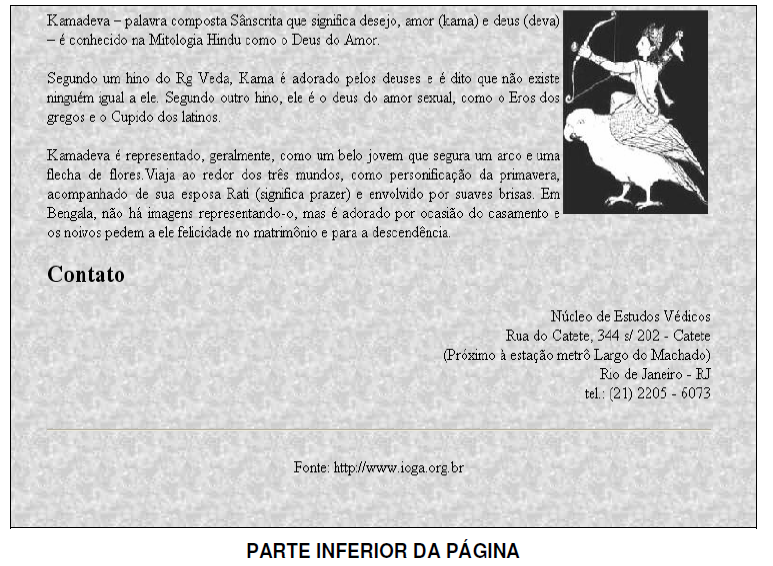 Kamadeva – palavra composta Sânscrita que significa desejo, amor (kama) e deus (deva)
– é conhecido na Mitologia Hindu como o Deus do Amor.
Segundo um hino do Rg Veda, Kama é adorado pelos deuses e é dito que não existe
ninguém igual a ele. Segundo outro hino, ele é o deus do amor sexual, como o Eros dos
gregos e o Cupido dos latinos.
Kamadeva é representado, geralmente, como um belo jovem que segura um arco e uma
flecha de flores.Viaja ao redor dos três mundos, como personificação da primavera,
acompanhado de sua esposa Rati (significa prazer) e envolvido por suaves brisas. Em
Bengala, não há imagens representando-o, mas é adorado por ocasião do casamento e
os noivos pedem a ele felicidade no matrimônio e para a descendência.
Contato
Núcleo de Estudos Védicos
Rua do Catete, 344 s/ 202 - Catete
(Próximo à estação metrô Largo do Machado)
Rio de Janeiro - RJ
tel.: (21) 2205 - 6073
Fonte: http://www.ioga.org.br
PARTE INFERIOR DA PÁGINA